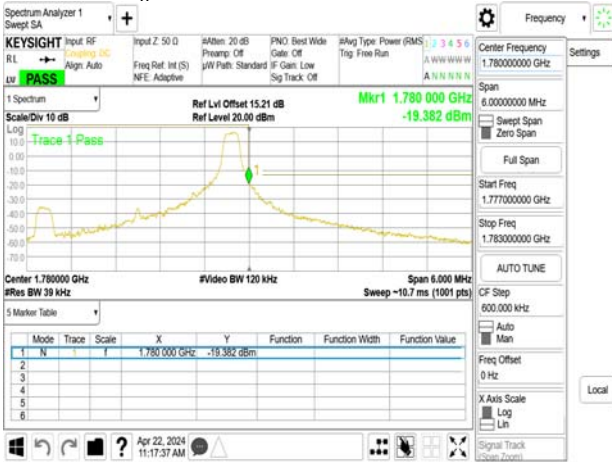 Spectrum Analyzer 1
Swept SA
Frequency
KEYSIGHT Input: RF Input Z: 50 Ω #Atten: 20 dB PNO: Best Wide #Avg Type: Power (RMS) 1 2 3 4 5 6
RL Coupling: DC Preamp: Off Gate: Off Trig: Free Run
Align: Auto Freq Ref: Int (S) µW Path: Standard IF Gain: Low A W W W W W
LW PASS NFE: Adaptive Sig Track: Off A N N N N N
1 Spectrum
Ref Lvl Offset 15.21 dB Mkr1 1.780 000 GHz
Scale/Div 10 dB Ref Level 20.00 dBm -19.382 dBm
Log
Trace 1 Pass
10.0
0.00
-10.0
-20.0
-30.0
-40.0
-50.0
-60.0
-70.0
1
Center 1.780000 GHz #Video BW 120 kHz Span 6.000 MHz
#Res BW 39 kHz Sweep ~10.7 ms (1001 pts)
5 Marker Table
Mode Trace Scale X Y Function Function Width Function Value
1 N 1 f 1.780 000 GHz -19.382 dBm
2
3
4
5
6
?
Apr 22, 2024
11:17:37 AM
Center Frequency
1.780000000 GHz
Settings
Span
6.00000000 MHz
Swept Span
Zero Span
Full Span
Start Freq
1.777000000 GHz
Stop Freq
1.783000000 GHz
AUTO TUNE
CF Step
600.000 kHz
Auto
Man
Freq Offset
0 Hz
Local
X Axis Scale
Log
Lin
Signal Track
(Span Zoom)